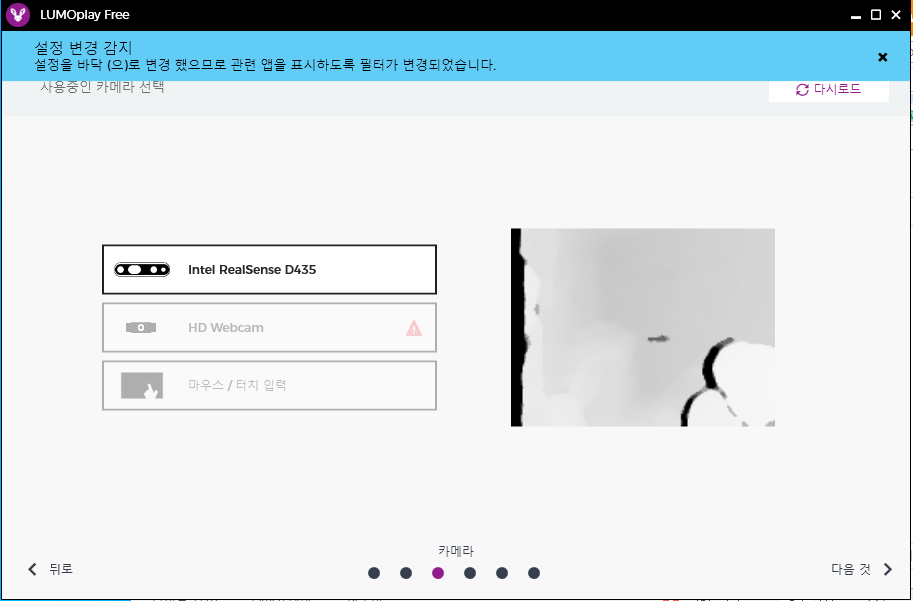 LUMOplay Free
설정 변경 감지
설정을 바닥 (으)로 변경 했으므로 관련 앱을 표시하도록 필터가 변경되었습니다.
사용중인 카메라 선택
다시로드
Intel RealSense D435
HD Webcam
마우스 / 터치 입력
카메라
뒤로
다음 것